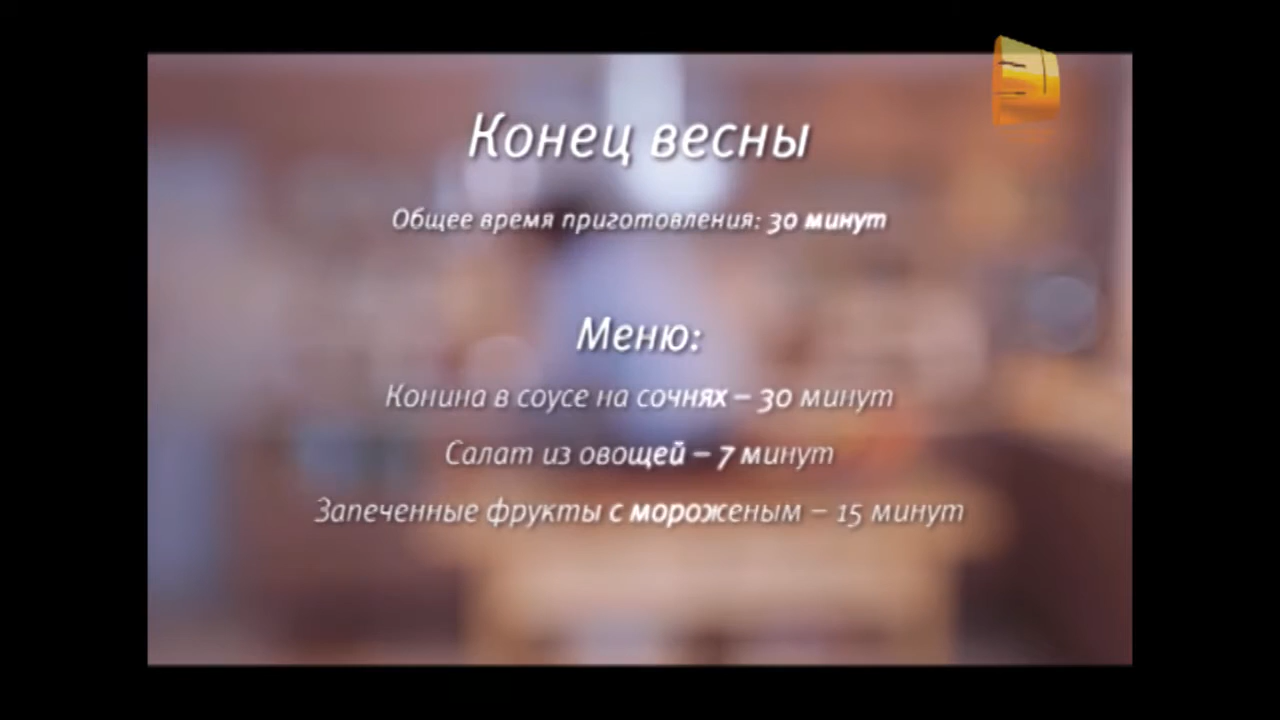 Конец весны
Общее время приготовления: 30 минут
Меню:
Конина в соусе на сочнях – 30 минут
Салат из овощей – 7 минут
Запеченные фрукты с мороженым – 15 минут